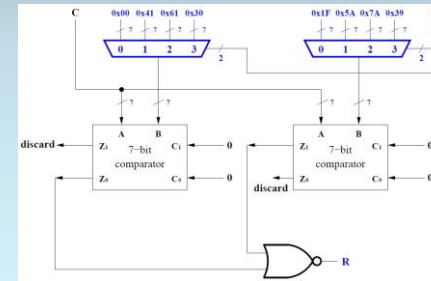 C
0x00 0x41 0x61 0x30
0x1F 0x5A 0x7A 0x39
7 7 7 7
7 7 7 7
0 1 2 3
0 1 2 3
2
2
7 7
7 7
A B
A B
discard
Z₁ C₁ 0
Z₁ C₁ 0
7-bit
comparator
7-bit
comparator
Z₀ C₀ 0
Z₀ C₀ 0
discard
R